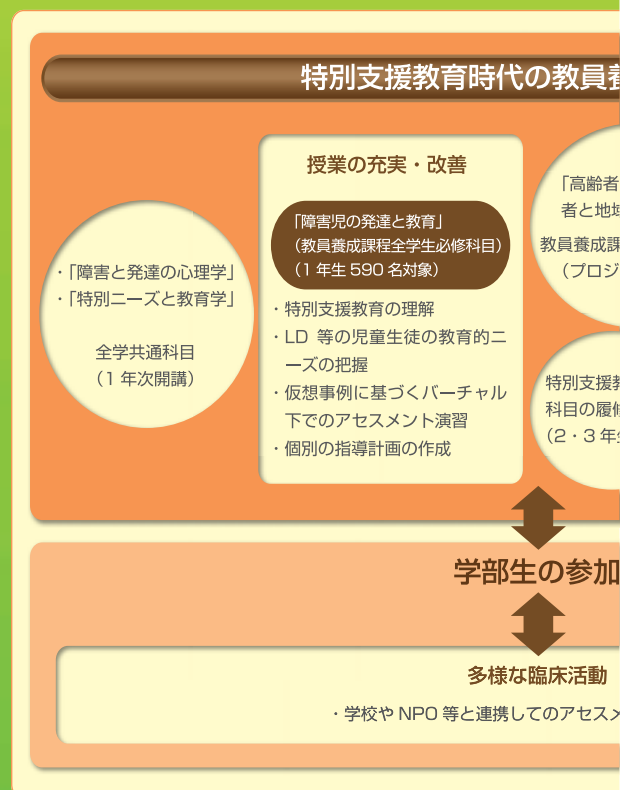 特別支援教育時代の教員養
授業の充実・改善
「障害児の発達と教育」
（教員養成課程全学生必修科目）
（1 年生 590 名対象）
・特別支援教育の理解
・LD 等の児童生徒の教育的ニ
ーズの把握
・仮想事例に基づくバーチャル
下でのアセスメント演習
・個別の指導計画の作成
・「障害と発達の心理学」
・「特別ニーズと教育学」
全学共通科目
（1 年次開講）
「高齢者
者と地域
教員養成課
（プロジ
特別支援教
科目の履修
（2・3 年生
学部生の参加
多様な臨床活動
・学校や NPO 等と連携してのアセスメ